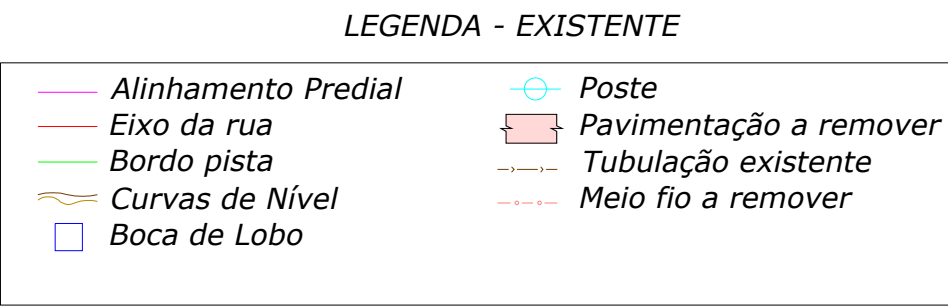 LEGENDA - EXISTENTE
Alinhamento Predial
Eixo da rua
Bordo pista
Curvas de Nível
Boca de Lobo
Poste
Pavimentação a remover
Tubulação existente
Meio fio a remover